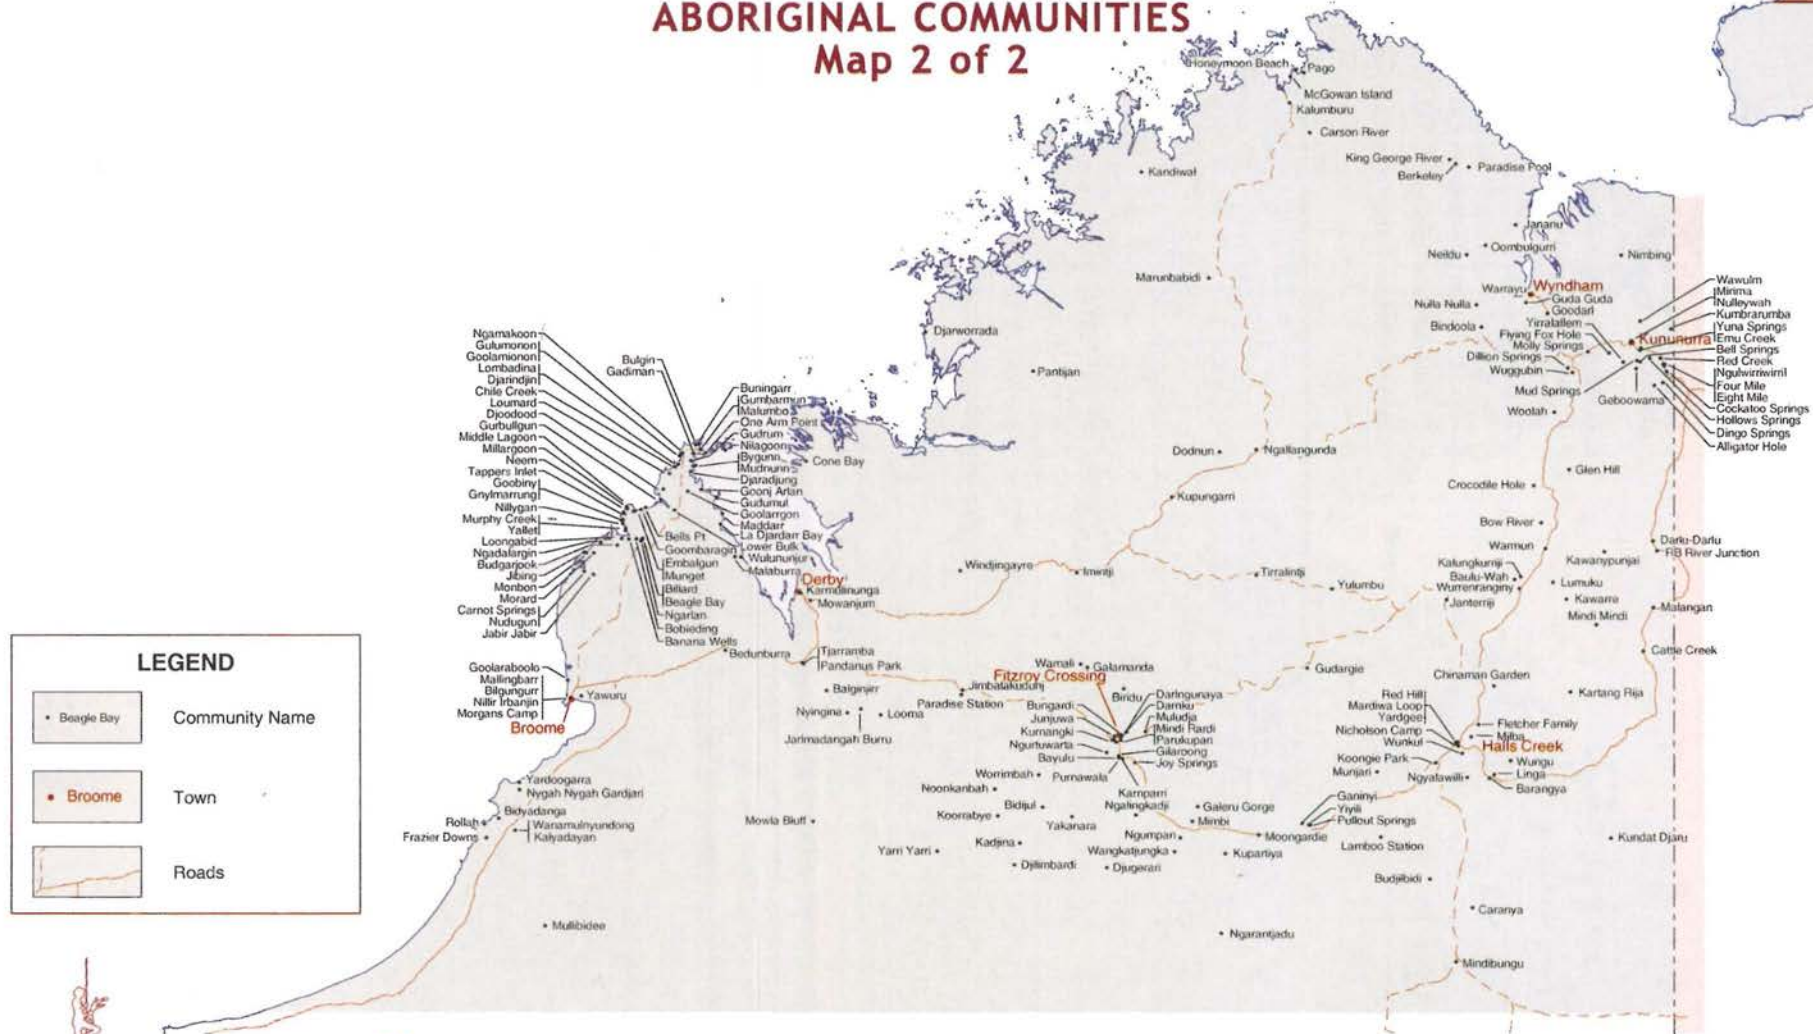 ABORIGINAL COMMUNITIES
Map 2 of 2
Honeymoon Beach
Pago
McGowan Island
Kalumburu
Carson River
King George River
Berkeley
Paradise Pool
Kandiwal
Jananu
Oombulgurri
Neildu
Nimbing
Marunbabidi
Warrayu
Wyndham
Guda Guda
Goodarl
Nulla Nulla
Bindoola
Yirralallem
Flying Fox Hole
Molly Springs
Dillion Springs
Wuggubin
Mud Springs
Geboowama
Woolah
Kununurra
Wawulm
Mirima
Nulleywah
Kumbrarumba
Yuna Springs
Emu Creek
Bell Springs
Red Creek
Ngulwirriwirril
Four Mile
Eight Mile
Cockatoo Springs
Hollows Springs
Dingo Springs
Alligator Hole
Djarworrada
Pantijan
Ngamakoon
Gulumonon
Goolamionon
Lombadina
Djarindjin
Chile Creek
Loumard
Djoodood
Gurbullgun
Middle Lagoon
Millargoon
Neem
Tappers Inlet
Goobiny
Gnylmarrung
Nillygan
Murphy Creek
Yallet
Loongabid
Ngadalargin
Budgarjook
Jibing
Monbon
Morard
Carnot Springs
Nudugun
Jabir Jabir
Bulgin
Gadiman
Buningarr
Gumbarmun
Malumbo
One Arm Point
Gudrum
Nilagoon
Bygunn
Mudnunn
Djaradjung
Goonj Arlan
Gudumul
Goolarrgon
Maddarr
La Djardarr Bay
Lower Bulk
Wulununjur
Malaburra
Cone Bay
Bells Pt
Goombaragin
Embalgun
Munget
Billard
Beagle Bay
Ngarlan
Bobieding
Banana Wells
Bedunburra
Derby
Karmulinunga
Mowanjum
Tjarramba
Pandanus Park
Dodnun
Ngallangunda
Kupungarri
Glen Hill
Crocodile Hole
Bow River
Warmun
Darlu-Darlu
RB River Junction
Kawanypunjai
Windjingayre
Imintji
Tirralintji
Yulumbu
Kalungkurriji
Baulu-Wah
Wurrenranginy
Janterriji
Lumuku
Kawarre
Mindi Mindi
Malangan
Cattle Creek
Goolaraboolo
Mallingbarr
Bilgungurr
Nillir Irbanjin
Morgans Camp
Yawuru
Broome
Balginjirr
Nyingina
Looma
Jarlmadangah Burru
Jimbalakudunj
Paradise Station
Wamali
Galamanda
Fitzroy Crossing
Bungardi
Junjuwa
Kurnangki
Ngurtuwarta
Bayulu
Purnawala
Bindu
Daringunaya
Darnku
Muludja
Mindi Rardi
Parukupan
Gilaroong
Joy Springs
Gudargie
Chinaman Garden
Kartang Rija
Red Hill
Mardiwa Loop
Yardgee
Nicholson Camp
Wunkul
Koongie Park
Munjari
Ngyalawilli
Fletcher Family
Milba
Halls Creek
Wungu
Linga
Barangya
Worrimbah
Noonkanbah
Bidijul
Koorrabye
Yakanara
Kamparri
Ngalingkadji
Galeru Gorge
Mimbi
Ngumpan
Moongardie
Ganinyi
Yiyili
Pullout Springs
Lamboo Station
Kundat Djaru
Yardoogarra
Nygah Nygah Gardjari
Bidyadanga
Rollah
Frazier Downs
Wanamulnyundong
Kalyadayan
Mowla Bluff
Yarri Yarri
Kadjina
Wangkatjungka
Kupartiya
Djilimbardi
Djugerari
Budjilbidi
Caranya
Mullibidee
Ngarantjadu
Mindibungu
LEGEND
Beagle Bay
Community Name
Broome
Town
Roads